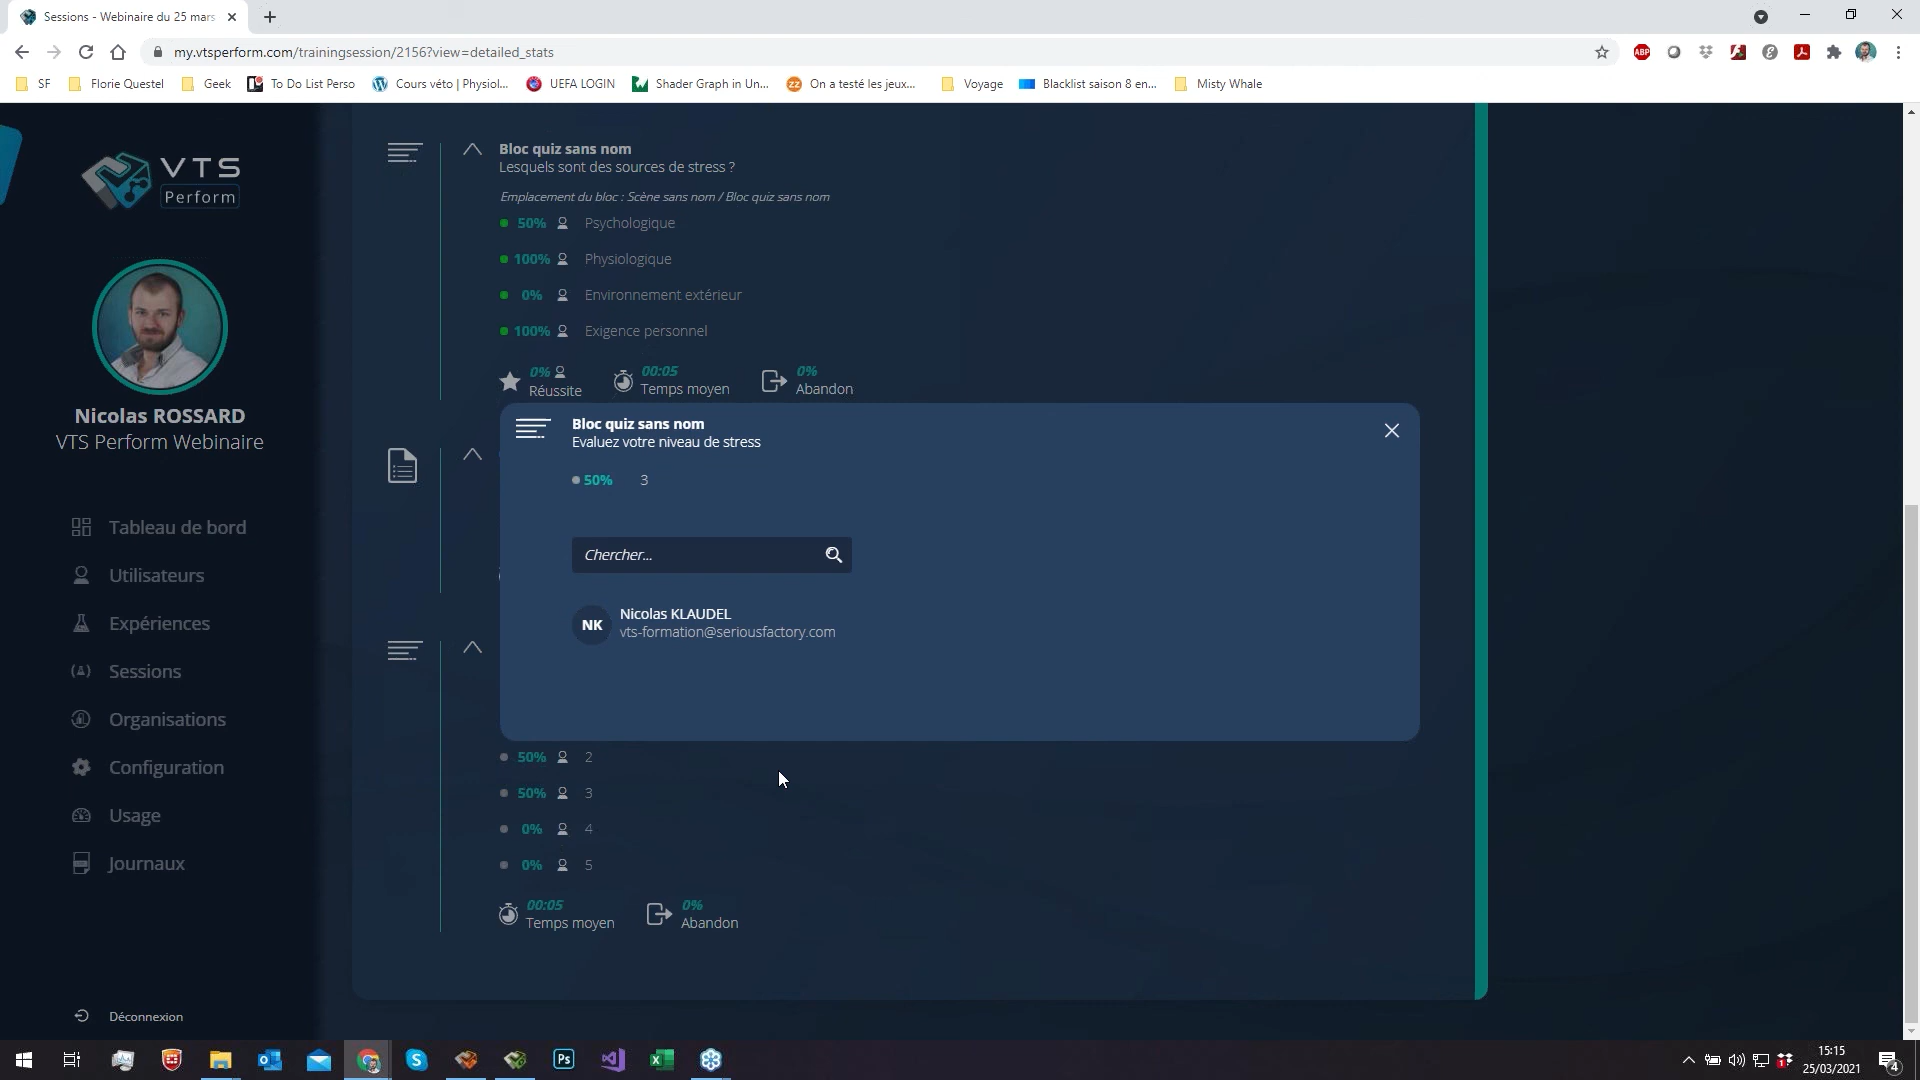 Sessions - Webinaire du 25 mars
my.vtsperform.com/trainingsession/2156?view=detailed_stats
ABP
SF
Florie Questel
Geek
To Do List Perso
Cours véto | Physiol...
UEFA LOGIN
Shader Graph in Un...
zz
On a testé les jeux...
Voyage
Blacklist saison 8 en...
Misty Whale
VTS
Perform
Nicolas ROSSARD
VTS Perform Webinaire
Tableau de bord
Utilisateurs
Expériences
Sessions
Organisations
Configuration
Usage
Journaux
Déconnexion
Bloc quiz sans nom
Lesquels sont des sources de stress ?
Emplacement du bloc : Scène sans nom / Bloc quiz sans nom
50% Psychologique
100% Physiologique
0% Environnement extérieur
100% Exigence personnel
0%
Réussite
00:05
Temps moyen
0%
Abandon
Bloc quiz sans nom
Evaluez votre niveau de stress
50% 3
Chercher...
NK
Nicolas KLAUDEL
vts-formation@seriousfactory.com
50% 2
50% 3
0% 4
0% 5
00:05
Temps moyen
0%
Abandon
Ps
15:15
25/03/2021
4